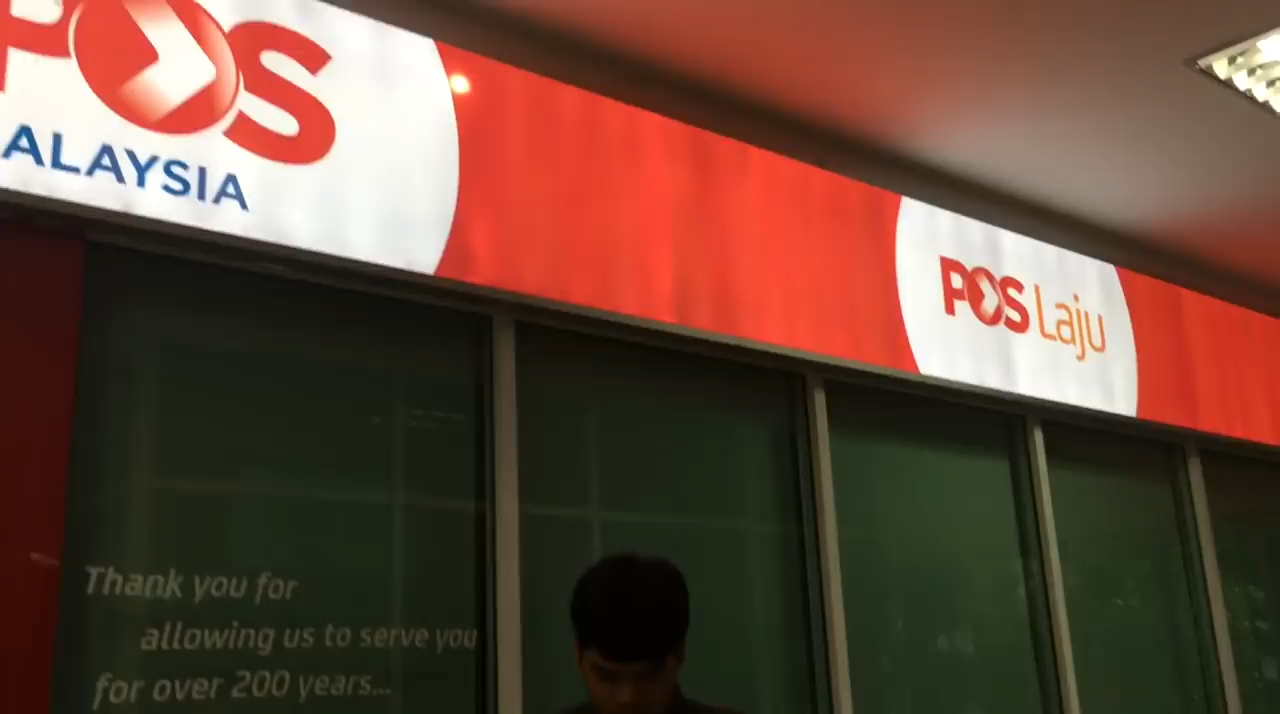 POS
ALAYSIA
POS Laju
Thank you for
allowing us to serve you
for over 200 years...